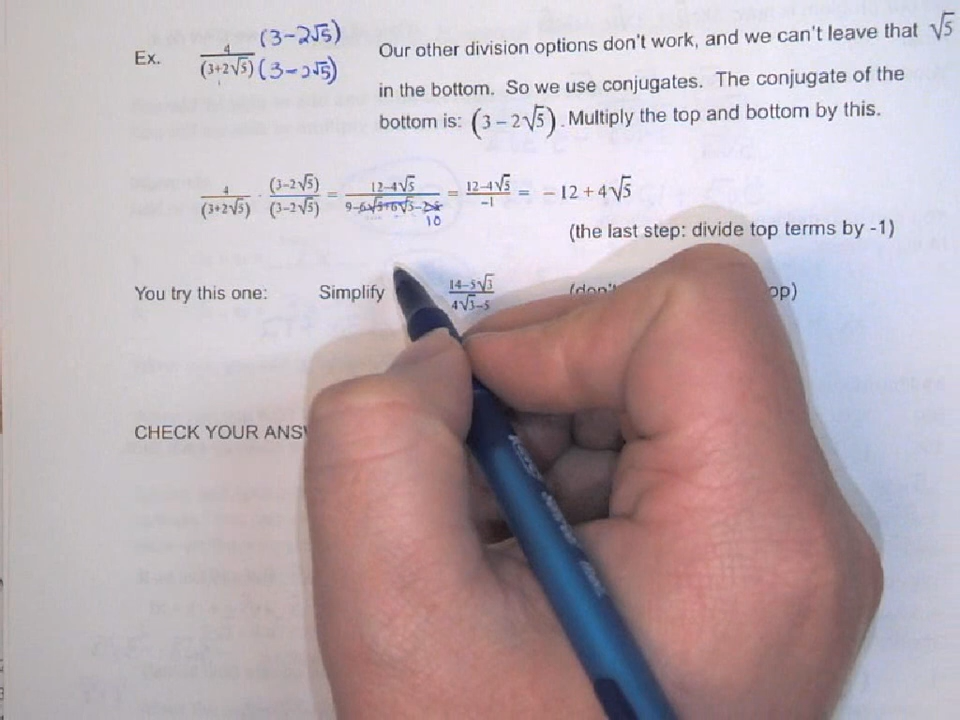 Ex. 4/(3+2√5) (3-2√5)/(3-2√5) Our other division options don't work, and we can't leave that √5
in the bottom. So we use conjugates. The conjugate of the
bottom is: (3-2√5). Multiply the top and bottom by this.
4/(3+2√5) · (3-2√5)/(3-2√5) = 12-4√5/9-6√5+6√5-2 10 = 12-4√5/-1 = -12+4√5
(the last step: divide top terms by -1)
You try this one: Simplify 14-5√3/4√3-5 (don't op)
CHECK YOUR ANS